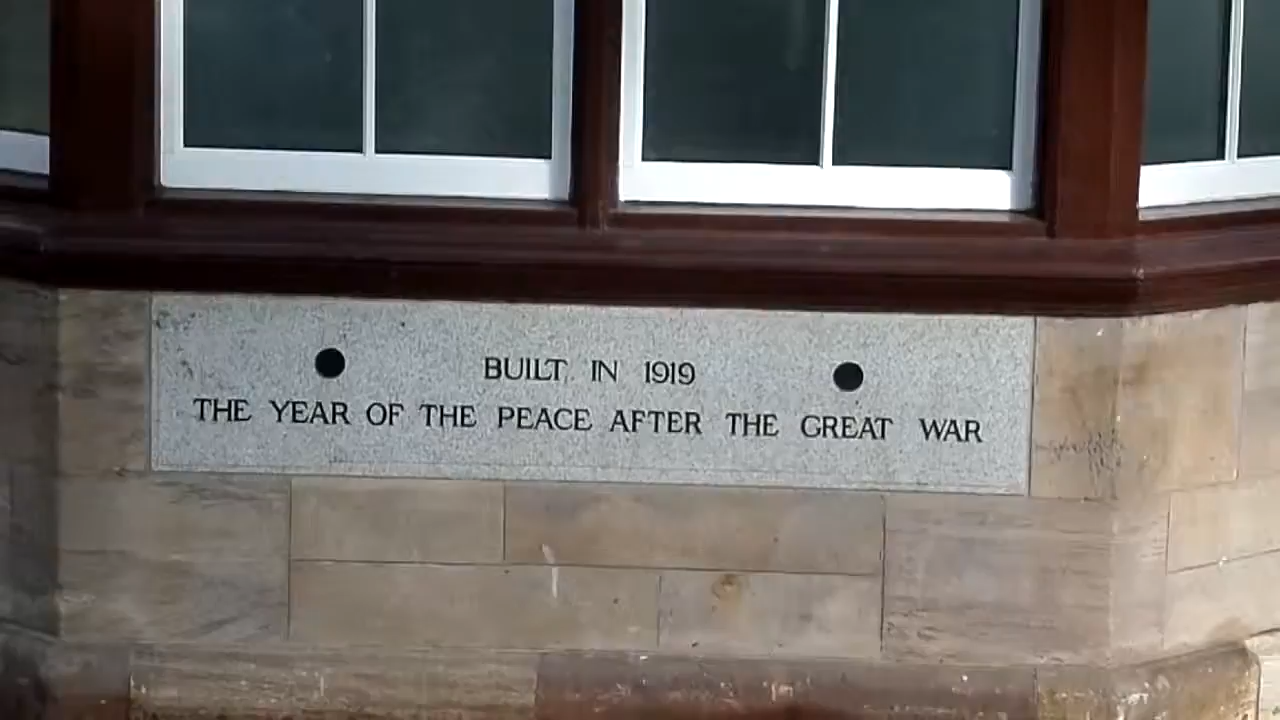 BUILT IN 1919
THE YEAR OF THE PEACE AFTER THE GREAT WAR